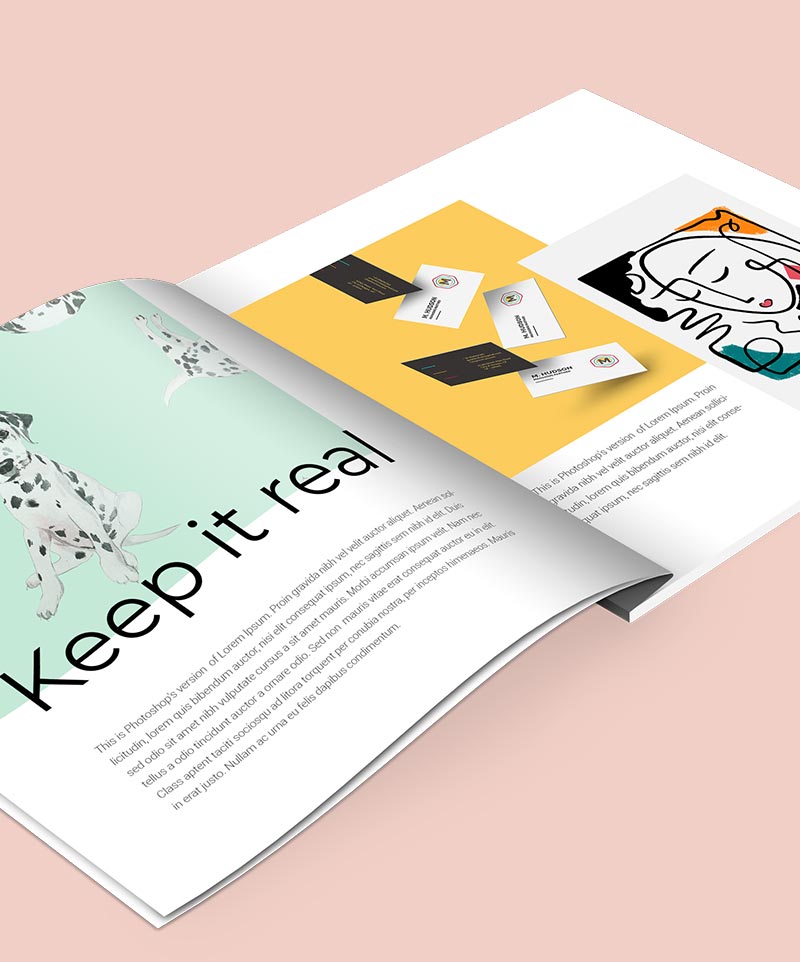 Keep it real
This is Photoshop's version of Lorem Ipsum. Proin gravida nibh vel velit auctor aliquet. Aenean sol-
licitudin, lorem quis bibendum auctor, nisi elit consequat ipsum, nec sagittis sem nibh id elit. Duis
sed odio sit amet nibh vulputate cursus a sit amet mauris. Morbi accumsan ipsum velit. Nam nec
tellus a odio tincidunt auctor a ornare odio. Sed non mauris vitae erat consequat auctor eu in elit.
Class aptent taciti sociosqu ad litora torquent per conubia nostra, per inceptos himenaeos. Mauris
in erat justo. Nullam ac urna eu felis dapibus condimentum.
M
M. HUDSON
M
M. HUDSON
M
M. HUDSON
This is Photoshop's version of Lorem Ipsum. Proin
gravida nibh vel velit auctor aliquet. Aenean sollici-
tudin, lorem quis bibendum auctor, nisi elit conse-
quat ipsum, nec sagittis sem nibh id elit.